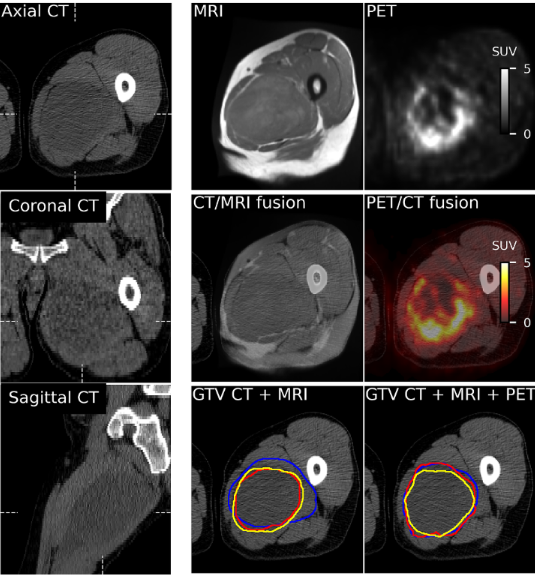 Axial CT
MRI
PET
SUV
5
0
Coronal CT
CT/MRI fusion
PET/CT fusion
SUV
5
0
Sagittal CT
GTV CT + MRI
GTV CT + MRI + PET